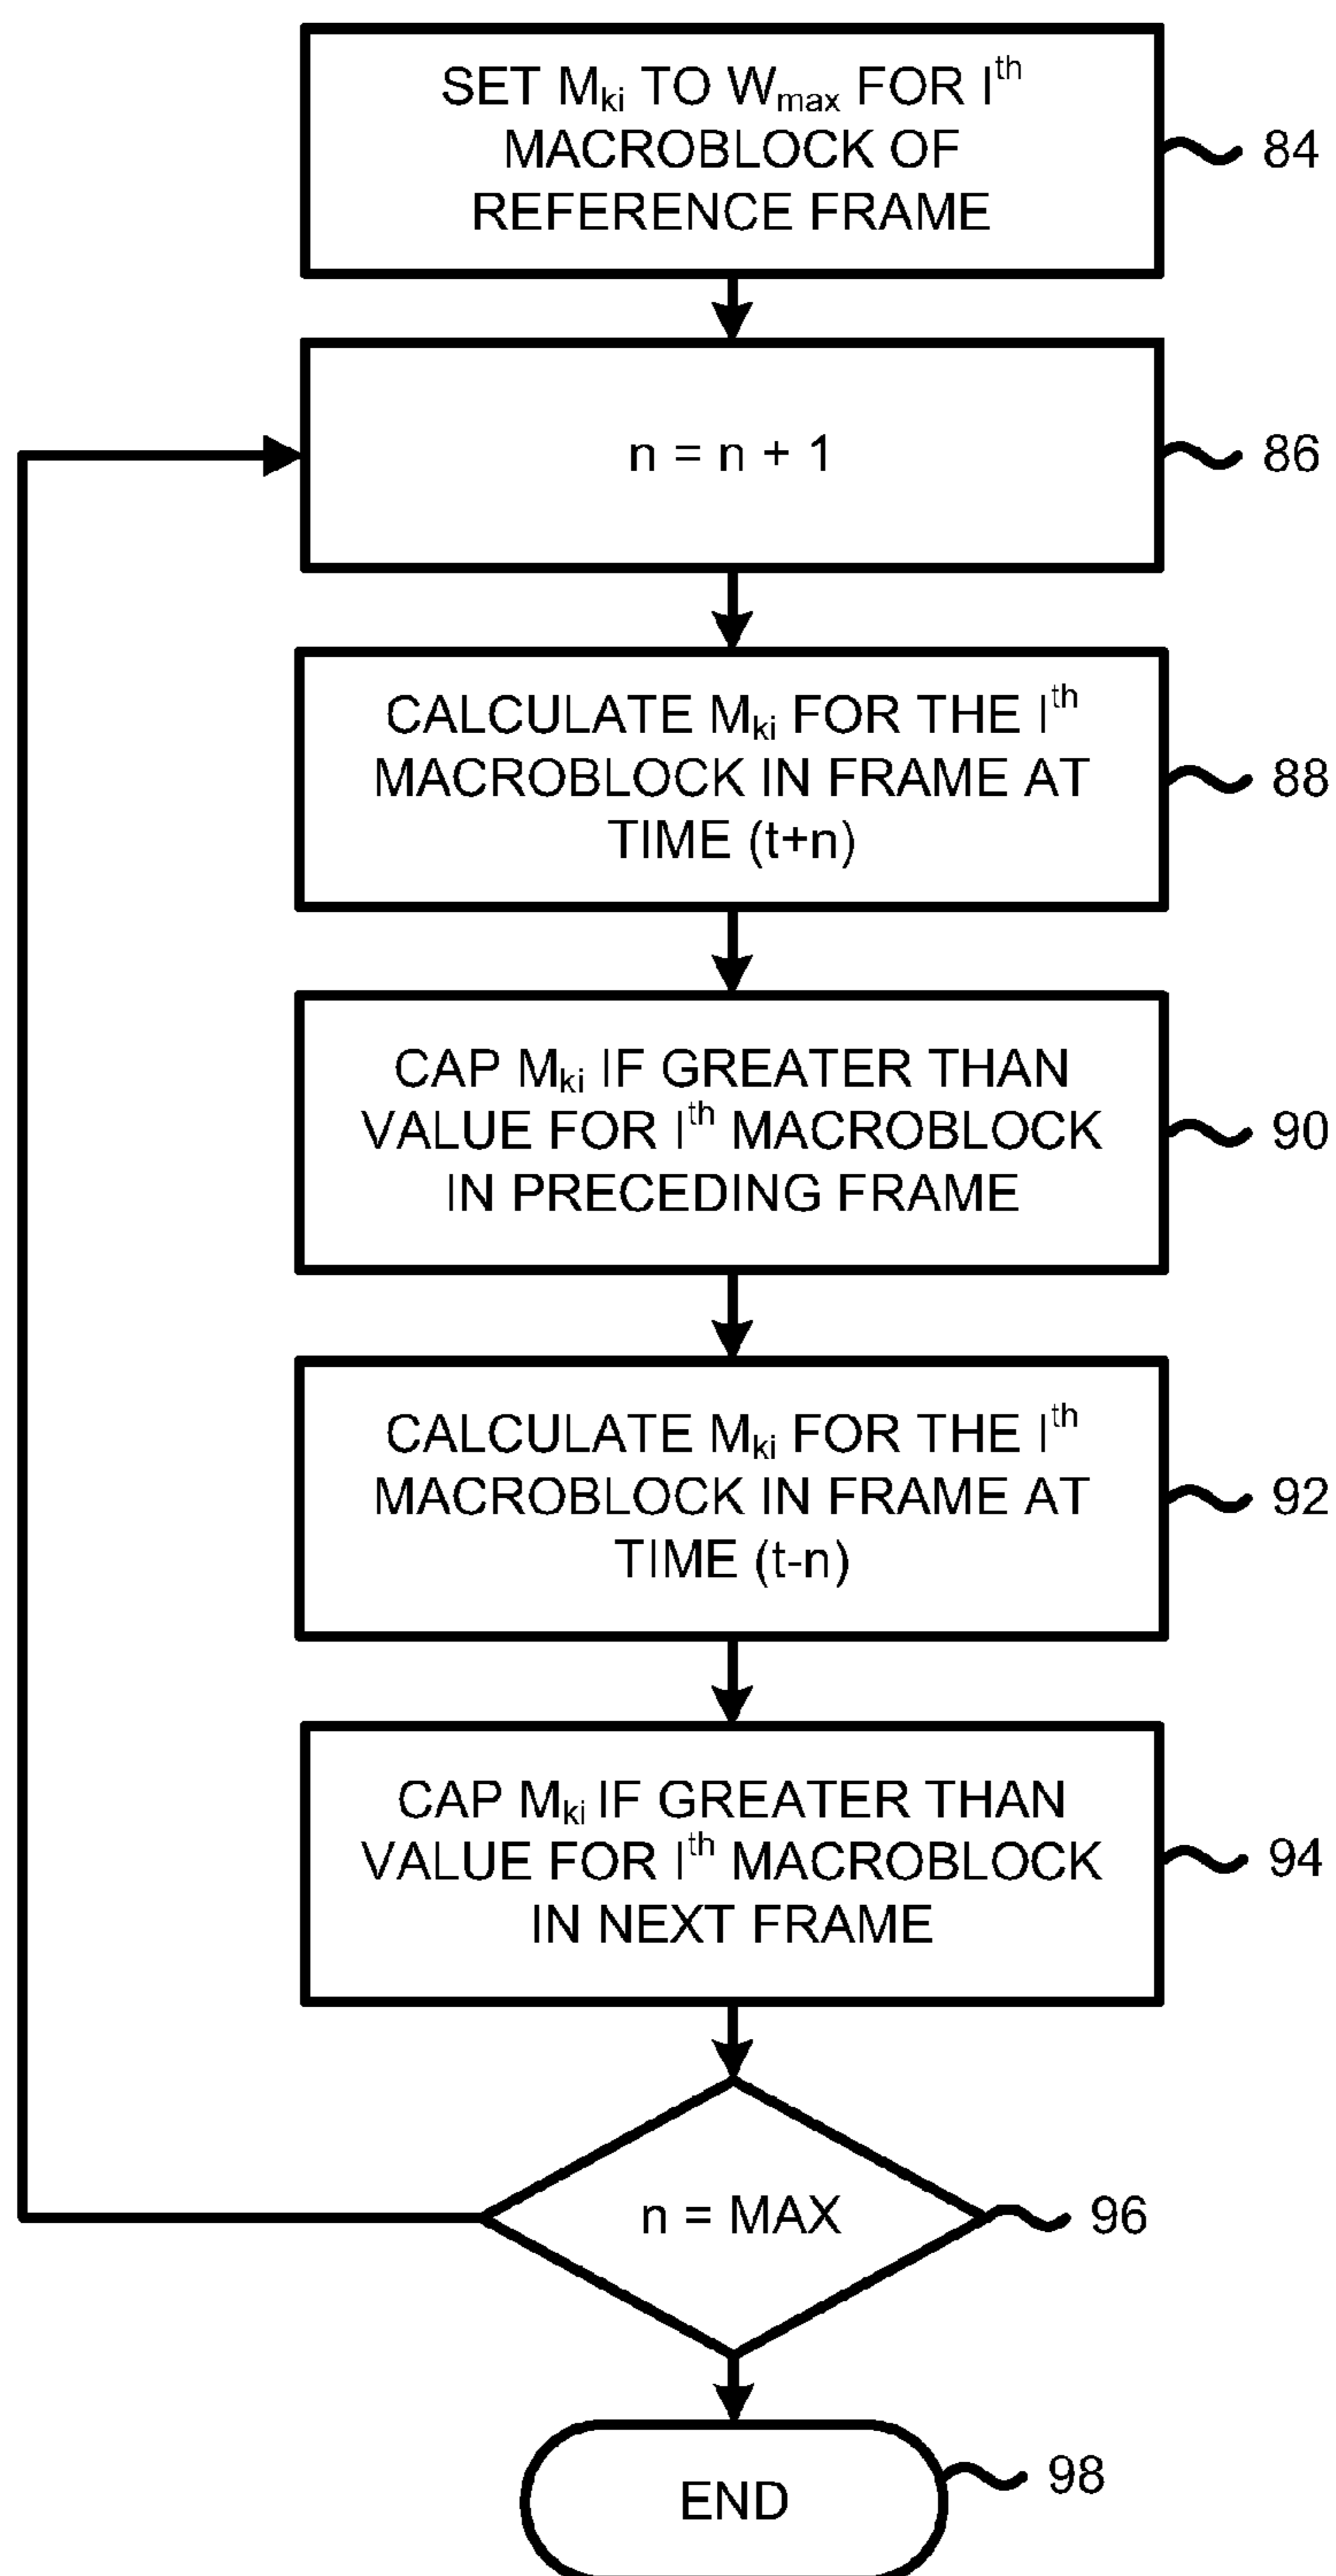 SET Mki TO Wmax FOR Ith
MACROBLOCK OF
REFERENCE FRAME
84
n = n + 1
86
CALCULATE Mki FOR THE Ith
MACROBLOCK IN FRAME AT
TIME (t+n)
88
CAP Mki IF GREATER THAN
VALUE FOR Ith MACROBLOCK
IN PRECEDING FRAME
90
CALCULATE Mki FOR THE Ith
MACROBLOCK IN FRAME AT
TIME (t-n)
92
CAP Mki IF GREATER THAN
VALUE FOR Ith MACROBLOCK
IN NEXT FRAME
94
n = MAX
96
END
98